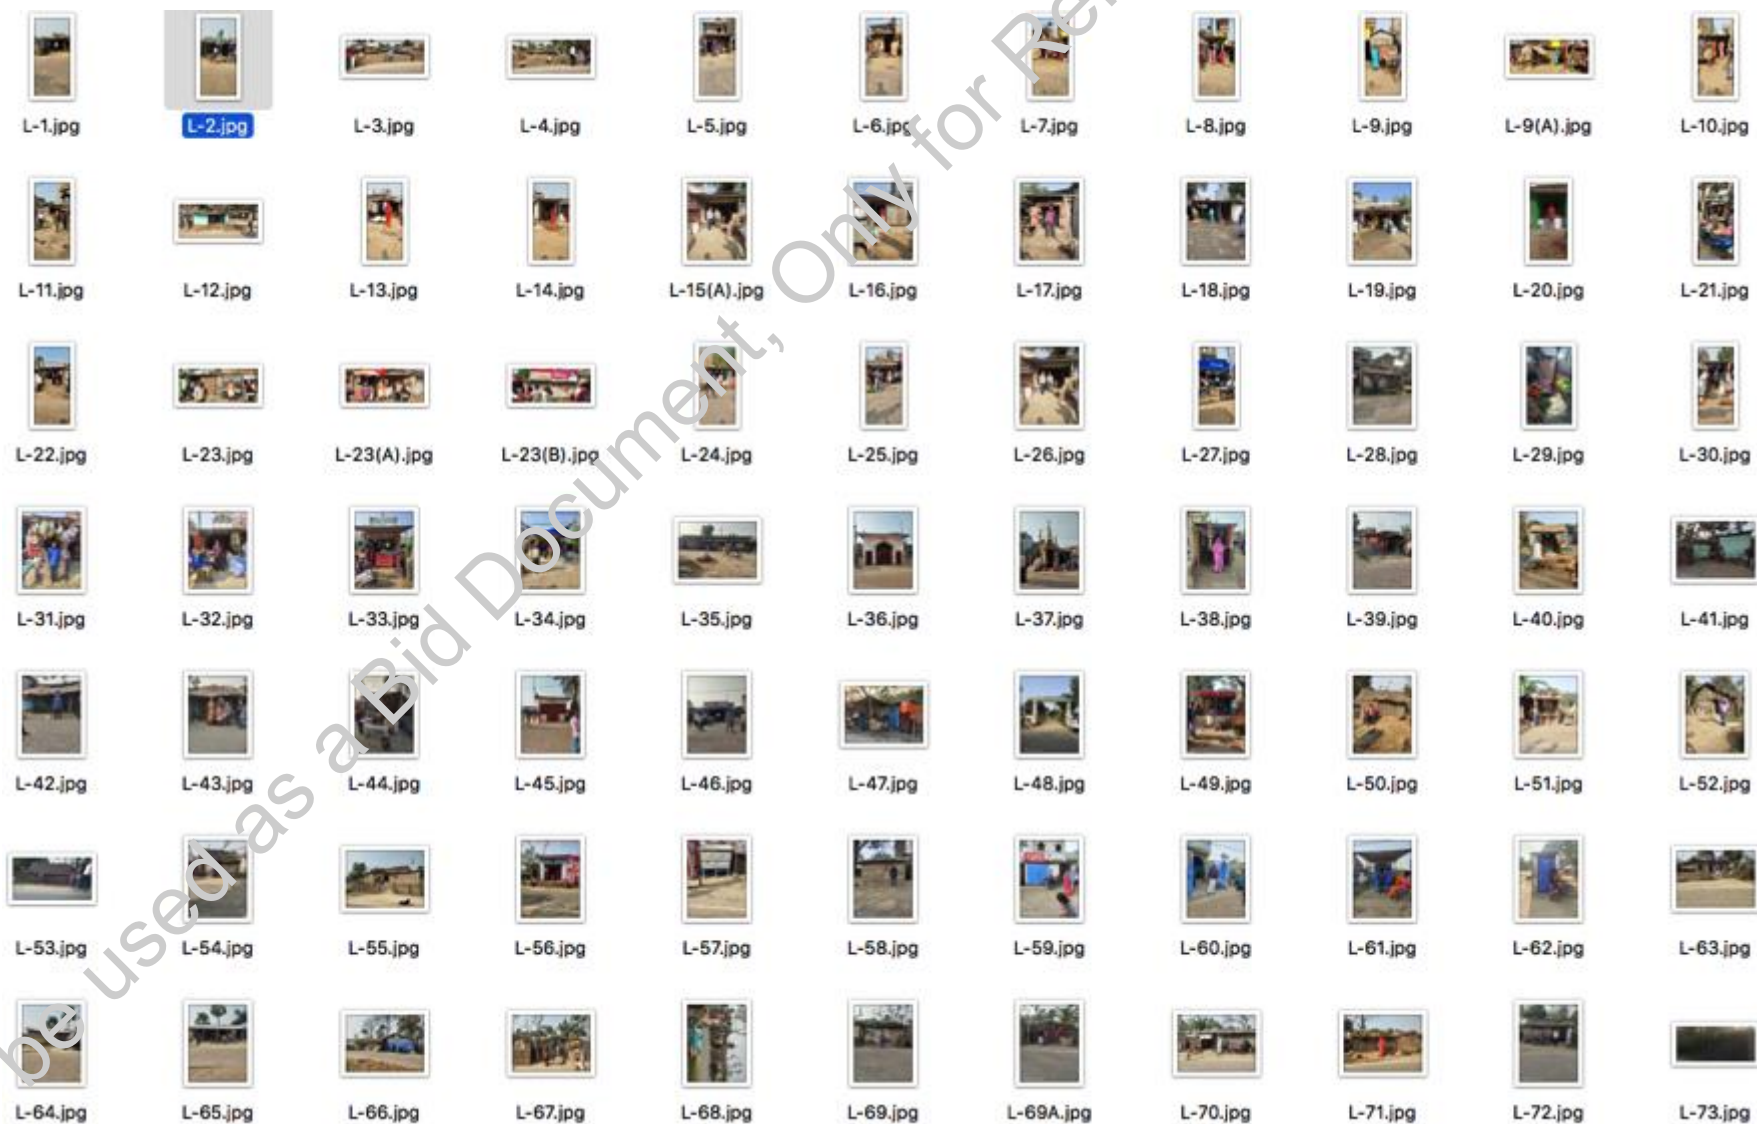 L-1.jpg L-2.jpg L-3.jpg L-4.jpg L-5.jpg L-6.jpg L-7.jpg L-8.jpg L-9.jpg L-9(A).jpg L-10.jpg
L-11.jpg L-12.jpg L-13.jpg L-14.jpg L-15(A).jpg L-16.jpg L-17.jpg L-18.jpg L-19.jpg L-20.jpg L-21.jpg
L-22.jpg L-23.jpg L-23(A).jpg L-23(B).jpg L-24.jpg L-25.jpg L-26.jpg L-27.jpg L-28.jpg L-29.jpg L-30.jpg
L-31.jpg L-32.jpg L-33.jpg L-34.jpg L-35.jpg L-36.jpg L-37.jpg L-38.jpg L-39.jpg L-40.jpg L-41.jpg
L-42.jpg L-43.jpg L-44.jpg L-45.jpg L-46.jpg L-47.jpg L-48.jpg L-49.jpg L-50.jpg L-51.jpg L-52.jpg
L-53.jpg L-54.jpg L-55.jpg L-56.jpg L-57.jpg L-58.jpg L-59.jpg L-60.jpg L-61.jpg L-62.jpg L-63.jpg
L-64.jpg L-65.jpg L-66.jpg L-67.jpg L-68.jpg L-69.jpg L-69A.jpg L-70.jpg L-71.jpg L-72.jpg L-73.jpg
be used as a Bid Document, Only for